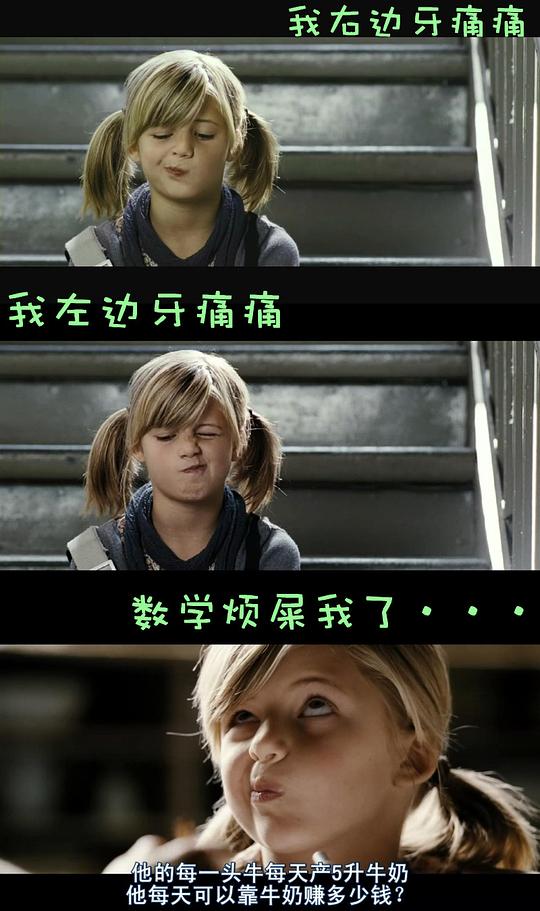 我右边牙痛痛
我左边牙痛痛
数学烦屎我了・・・
他的每一头牛每天产5升牛奶
他每天可以靠牛奶赚多少钱？